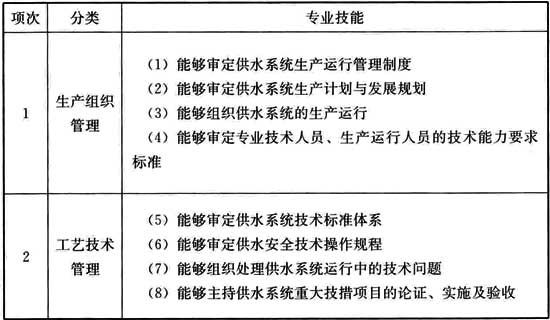 项次 分类 专业技能
(1)能够审定供水系统生产运行管理制度
(2)能够审定供水系统生产计划与发展规划
1 生产组织管理 (3)能够组织供水系统的生产运行
(4)能够审定专业技术人员、生产运行人员的技术能力要求
标准
(5)能够审定供水系统技术标准体系
(6)能够审定供水安全技术操作规程
2 工艺技术管理 (7)能够组织处理供水系统运行中的技术问题
(8)能够主持供水系统重大技措项目的论证、实施及验收